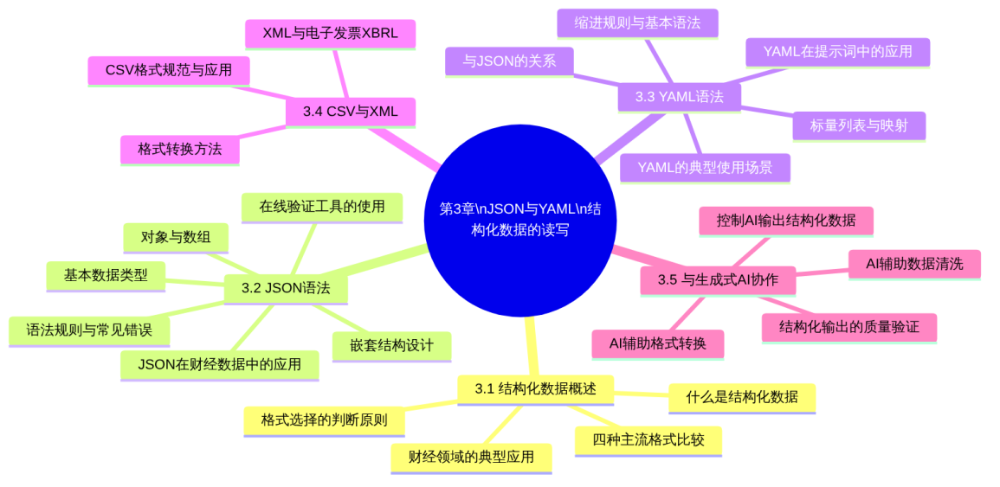 第3章\nJSON与YAML\n结
构化数据的读写
3.1 结构化数据概述
什么是结构化数据
四种主流格式比较
财经领域的典型应用
格式选择的判断原则
3.2 JSON语法
在线验证工具的使用
对象与数组
基本数据类型
语法规则与常见错误
JSON在财经数据中的应用
嵌套结构设计
3.3 YAML语法
缩进规则与基本语法
与JSON的关系
YAML在提示词中的应用
标量列表与映射
YAML的典型使用场景
3.4 CSV与XML
XML与电子发票XBRL
CSV格式规范与应用
格式转换方法
3.5 与生成式AI协作
控制AI输出结构化数据
AI辅助数据清洗
结构化输出的质量验证
AI辅助格式转换